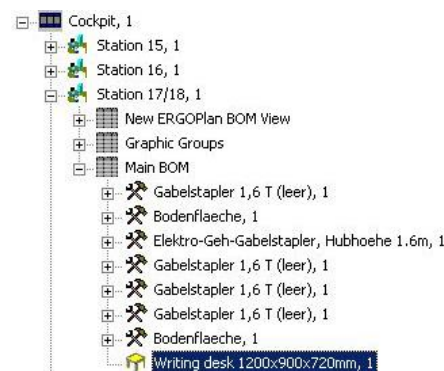 Cockpit, 1
Station 15, 1
Station 16, 1
Station 17/18, 1
New ERGOPlan BOM View
Graphic Groups
Main BOM
Gabelstapler 1,6 T (leer), 1
Bodenflaeche, 1
Elektro-Geh-Gabelstapler, Hubhoehe 1.6m, 1
Gabelstapler 1,6 T (leer), 1
Gabelstapler 1,6 T (leer), 1
Gabelstapler 1,6 T (leer), 1
Bodenflaeche, 1
Writing desk 1200x900x720mm, 1